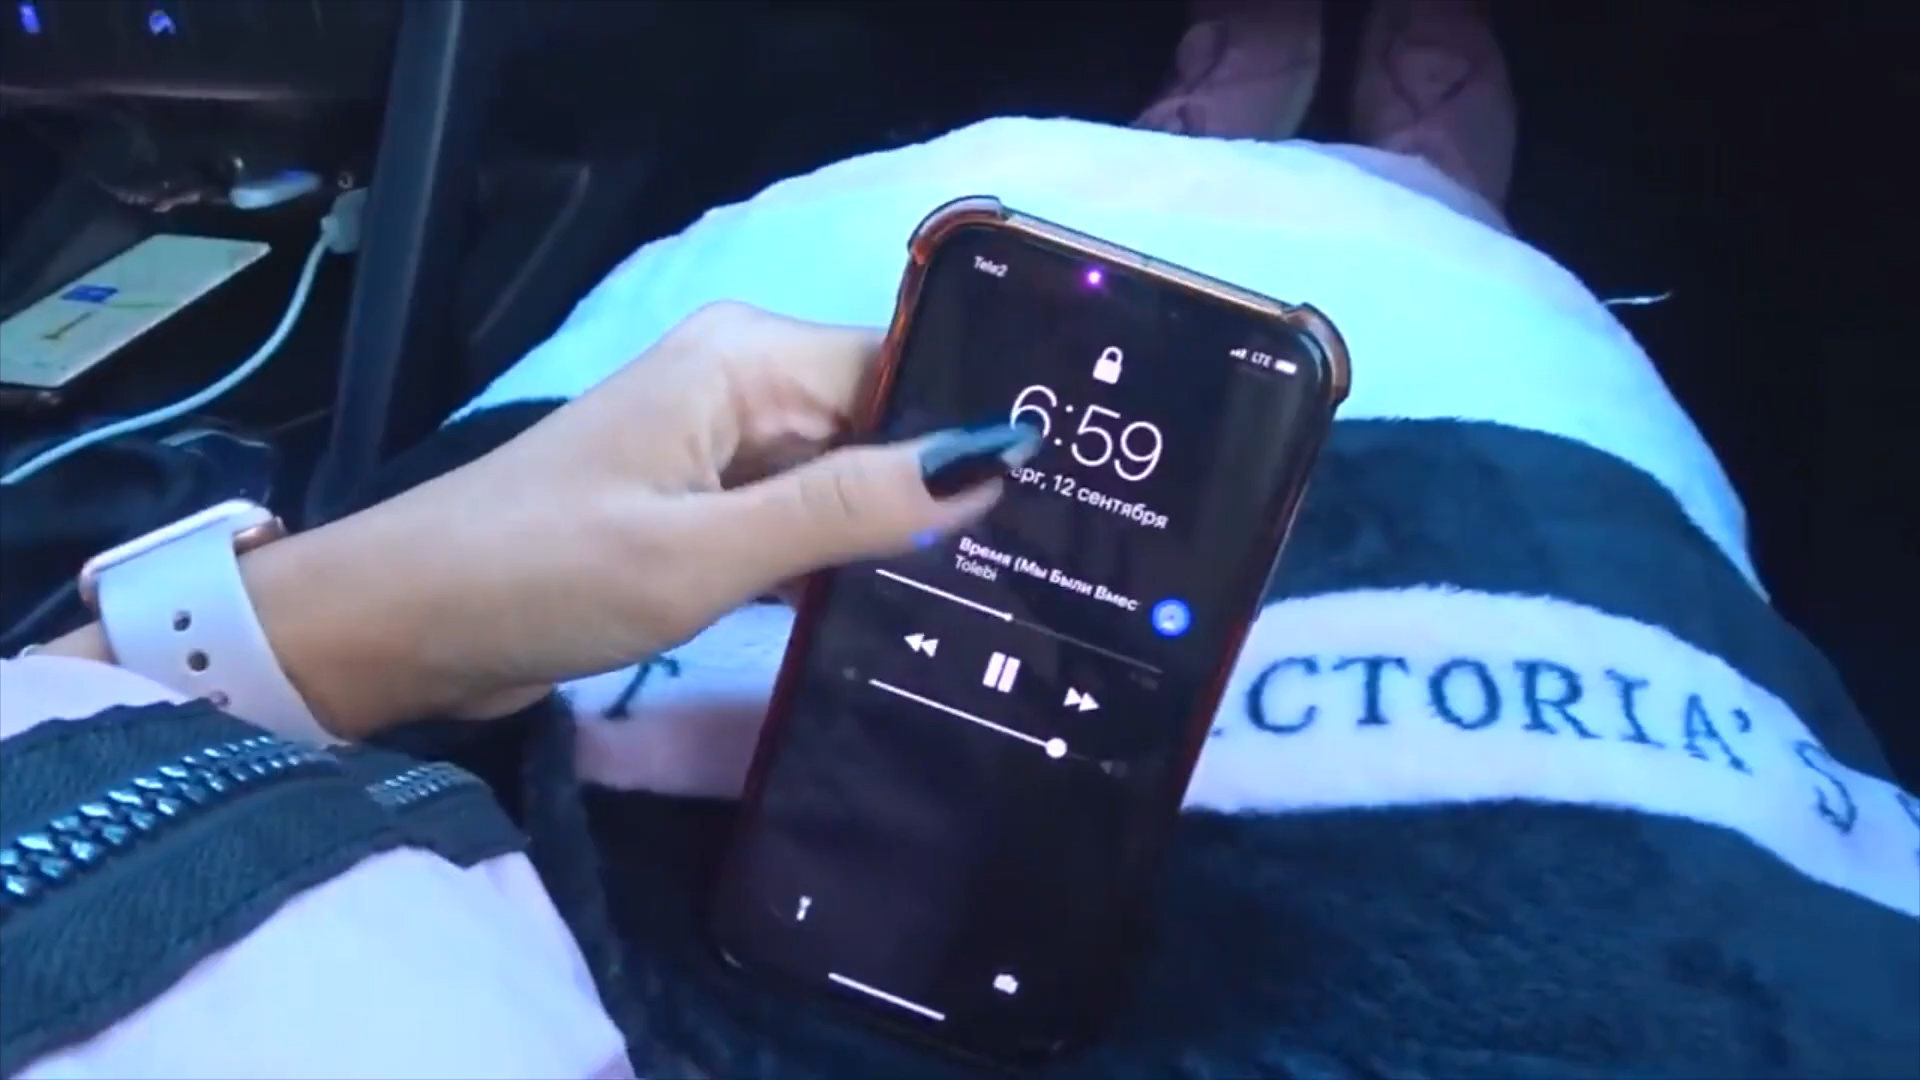 Tele2
LTE
6:59
ерг, 12 сентября
Время (Мы Были Вмес
Tolebi
CTORIA'S